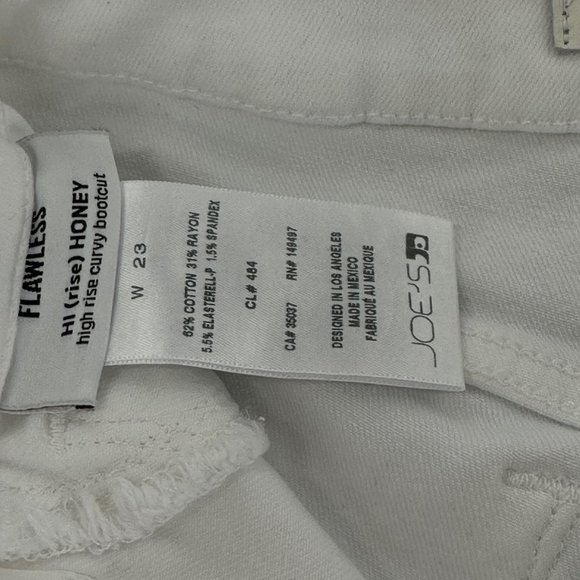 FLAWLESS
HI (rise) HONEY
high rise curvy bootcut
W 23
62% COTTON 31% RAYON
5.5% ELASTERELL-P 1.5% SPANDEX
CL# 484
CA# 35037 RN# 149497
DESIGNED IN LOS ANGELES
MADE IN MEXICO
FABRIQUÉ AU MEXIQUE
JOE'S